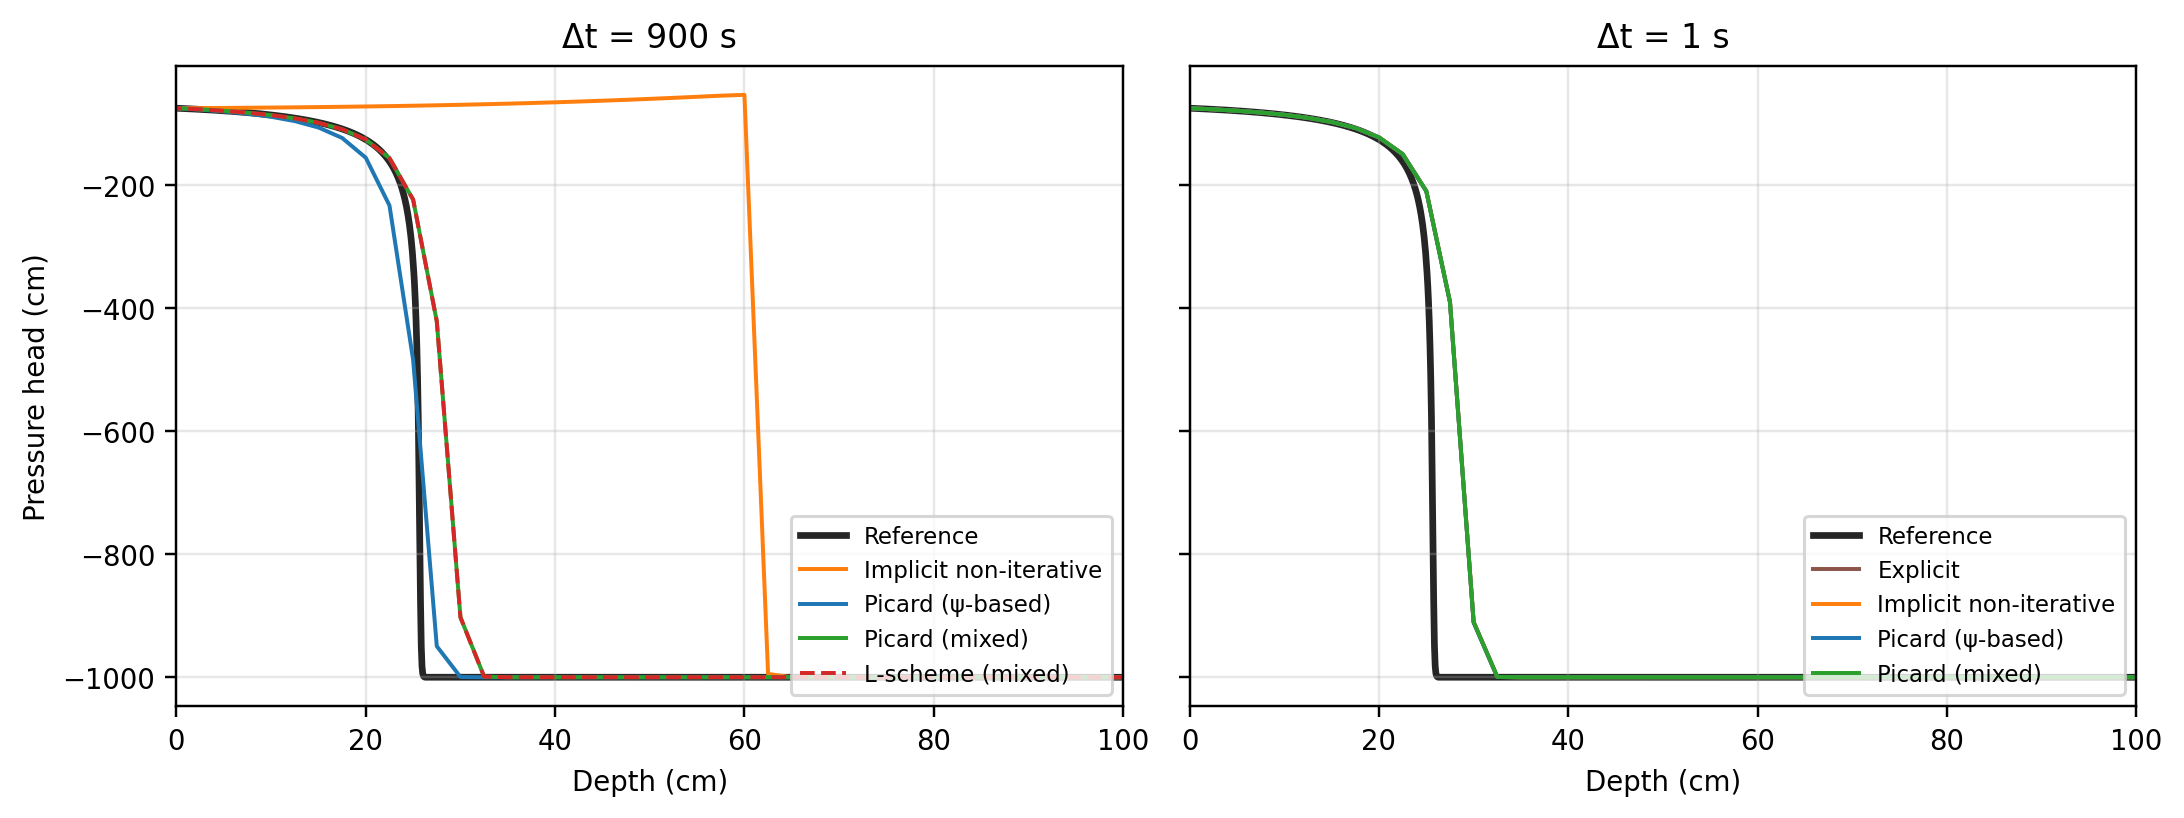 Δt = 900 s
Δt = 1 s
Pressure head (cm)
−200
−400
−600
−800
−1000
0
20
40
60
80
100
Depth (cm)
Reference
Implicit non-iterative
Picard (ψ-based)
Picard (mixed)
L-scheme (mixed)
0
20
40
60
80
100
Depth (cm)
Reference
Explicit
Implicit non-iterative
Picard (ψ-based)
Picard (mixed)